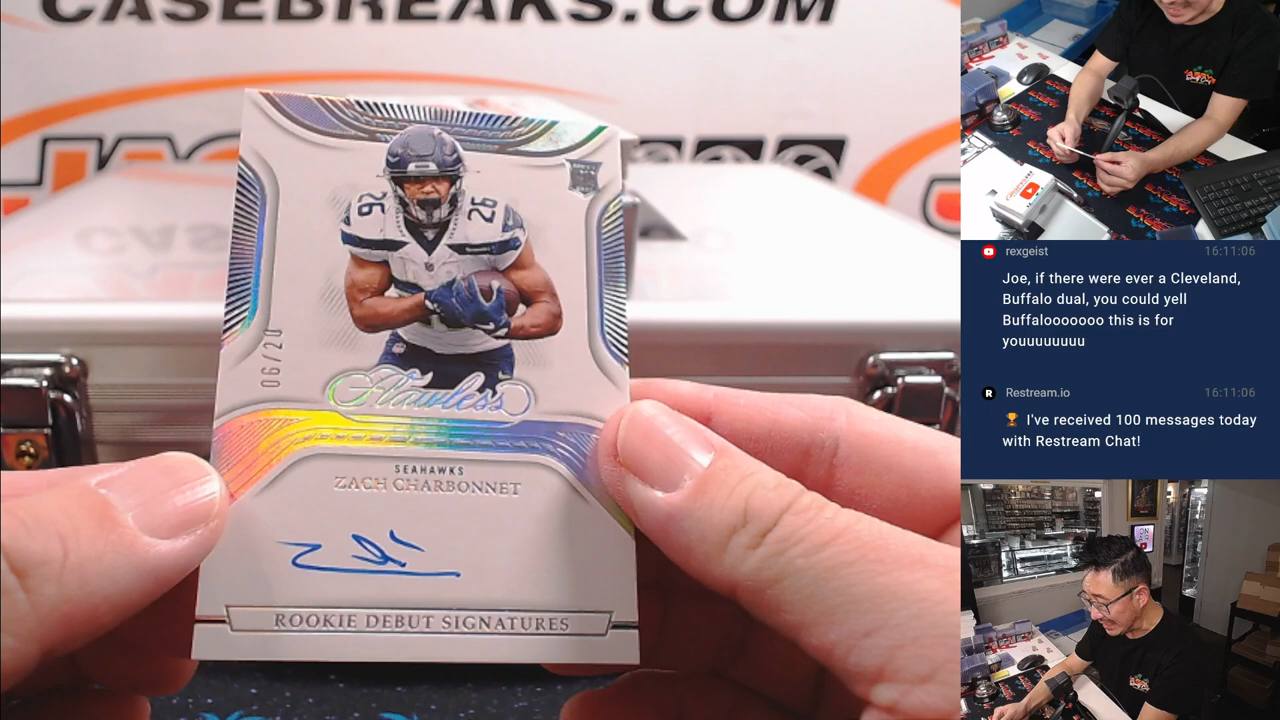 CASEBREAKS.COM
26
26
06/20
Flawless
SEAHAWKS
ZACH CHARBONNET
ROOKIE DEBUT SIGNATURES
rexgeist 16:11:06
Joe, if there were ever a Cleveland,
Buffalo dual, you could yell
Buffalooooooo this is for
youuuuuuuu
R Restream.io 16:11:06
🏆 I've received 100 messages today
with Restream Chat!